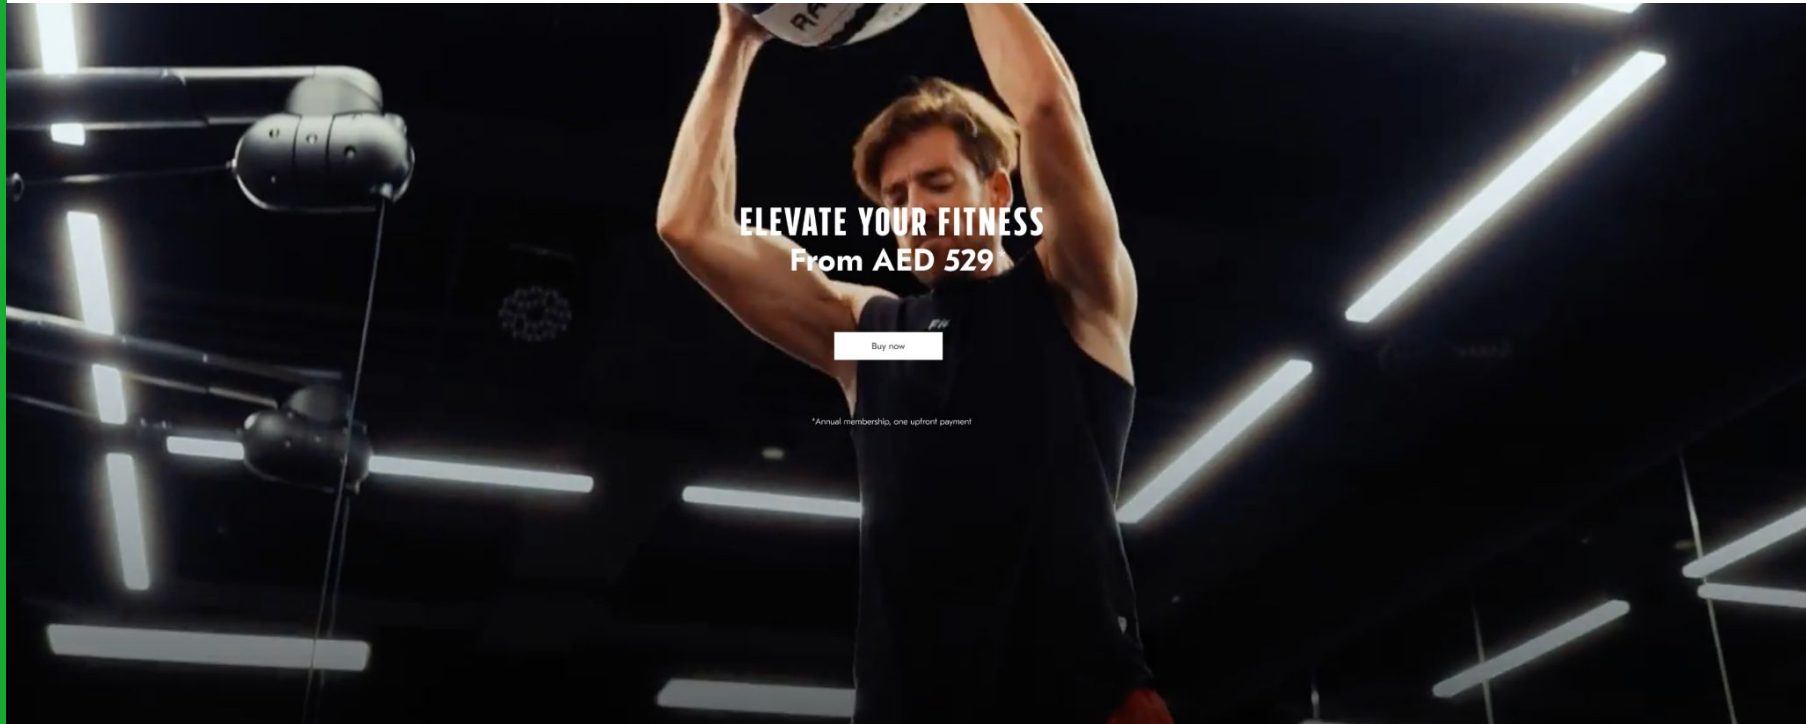 ELEVATE YOUR FITNESS
From AED 529*
Buy now
*Annual membership, one upfront payment